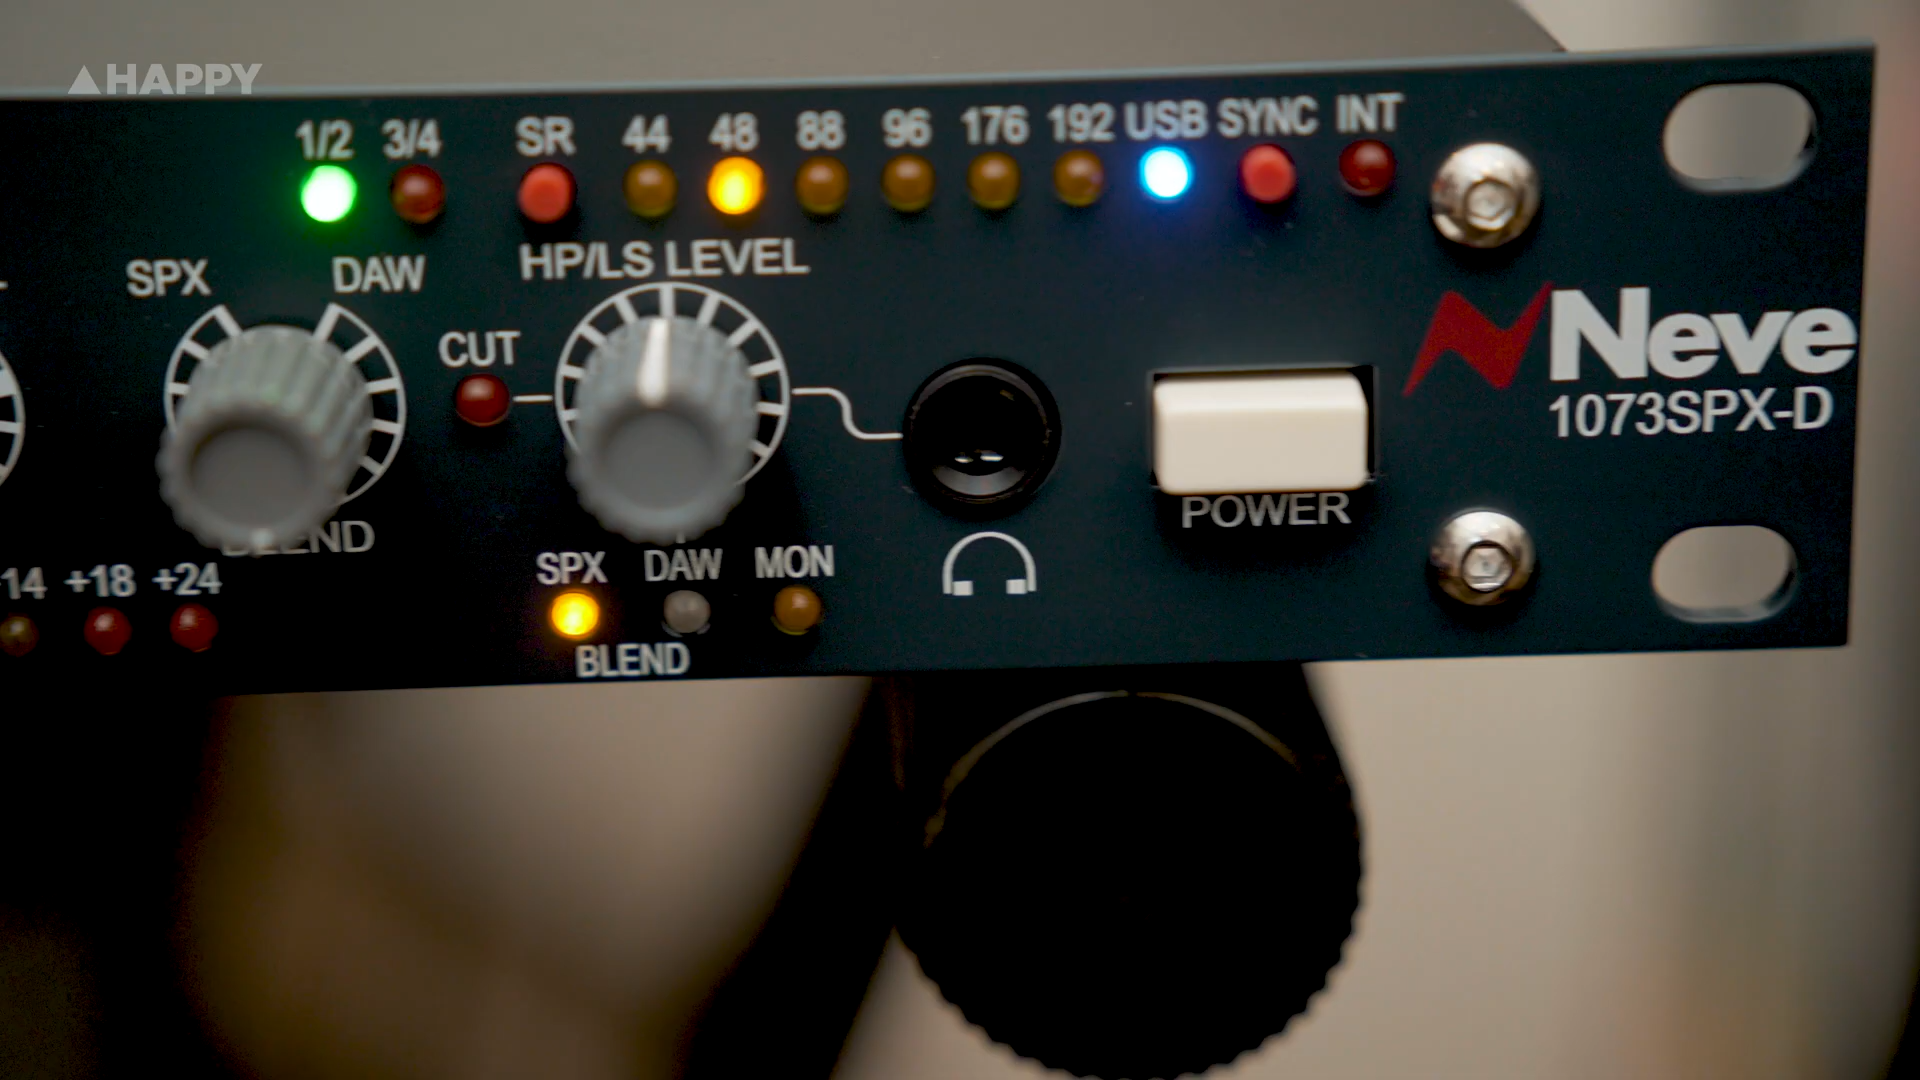 HAPPY
1/2 3/4 SR 44 48 88 96 176 192 USB SYNC INT
SPX DAW HP/LS LEVEL
CUT
Neve
1073SPX-D
BLEND
POWER
+14 +18 +24
SPX DAW MON
BLEND